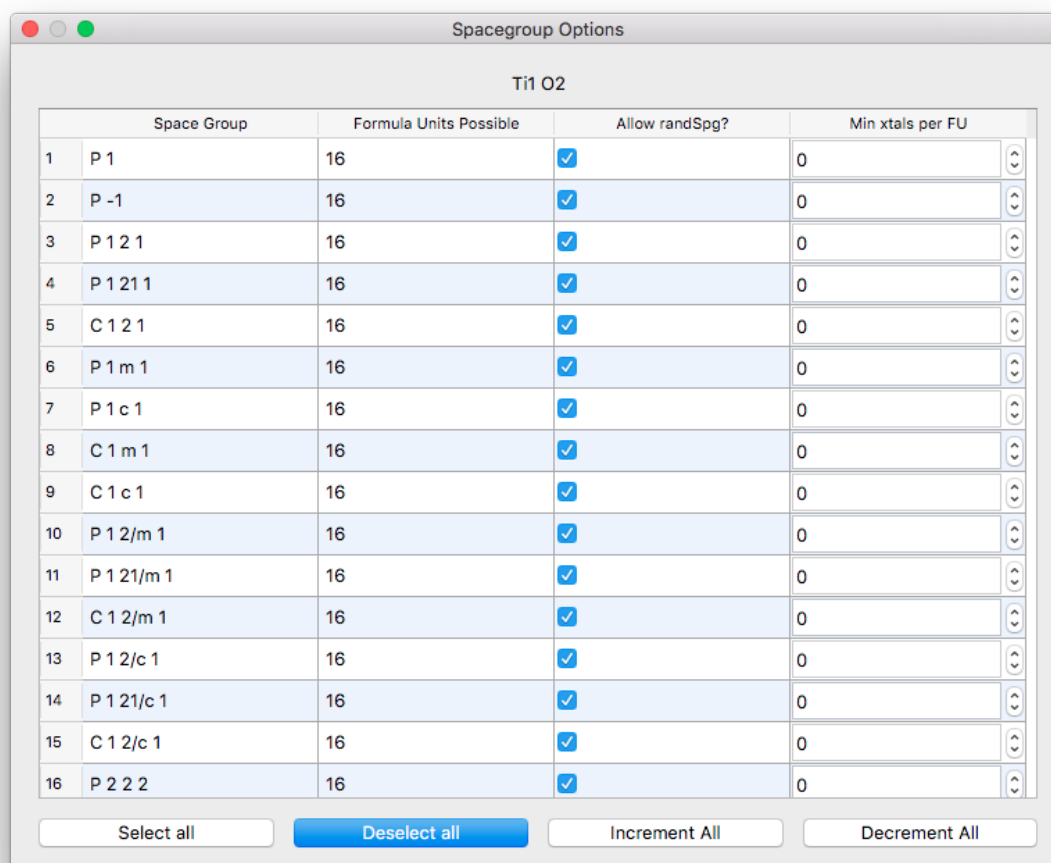 Spacegroup Options
Ti1 O2
Space Group Formula Units Possible Allow randSpg? Min xtals per FU
1 P 1 16 0
2 P -1 16 0
3 P 1 2 1 16 0
4 P 1 21 1 16 0
5 C 1 2 1 16 0
6 P 1 m 1 16 0
7 P 1 c 1 16 0
8 C 1 m 1 16 0
9 C 1 c 1 16 0
10 P 1 2/m 1 16 0
11 P 1 21/m 1 16 0
12 C 1 2/m 1 16 0
13 P 1 2/c 1 16 0
14 P 1 21/c 1 16 0
15 C 1 2/c 1 16 0
16 P 2 2 2 16 0
Select all Deselect all Increment All Decrement All